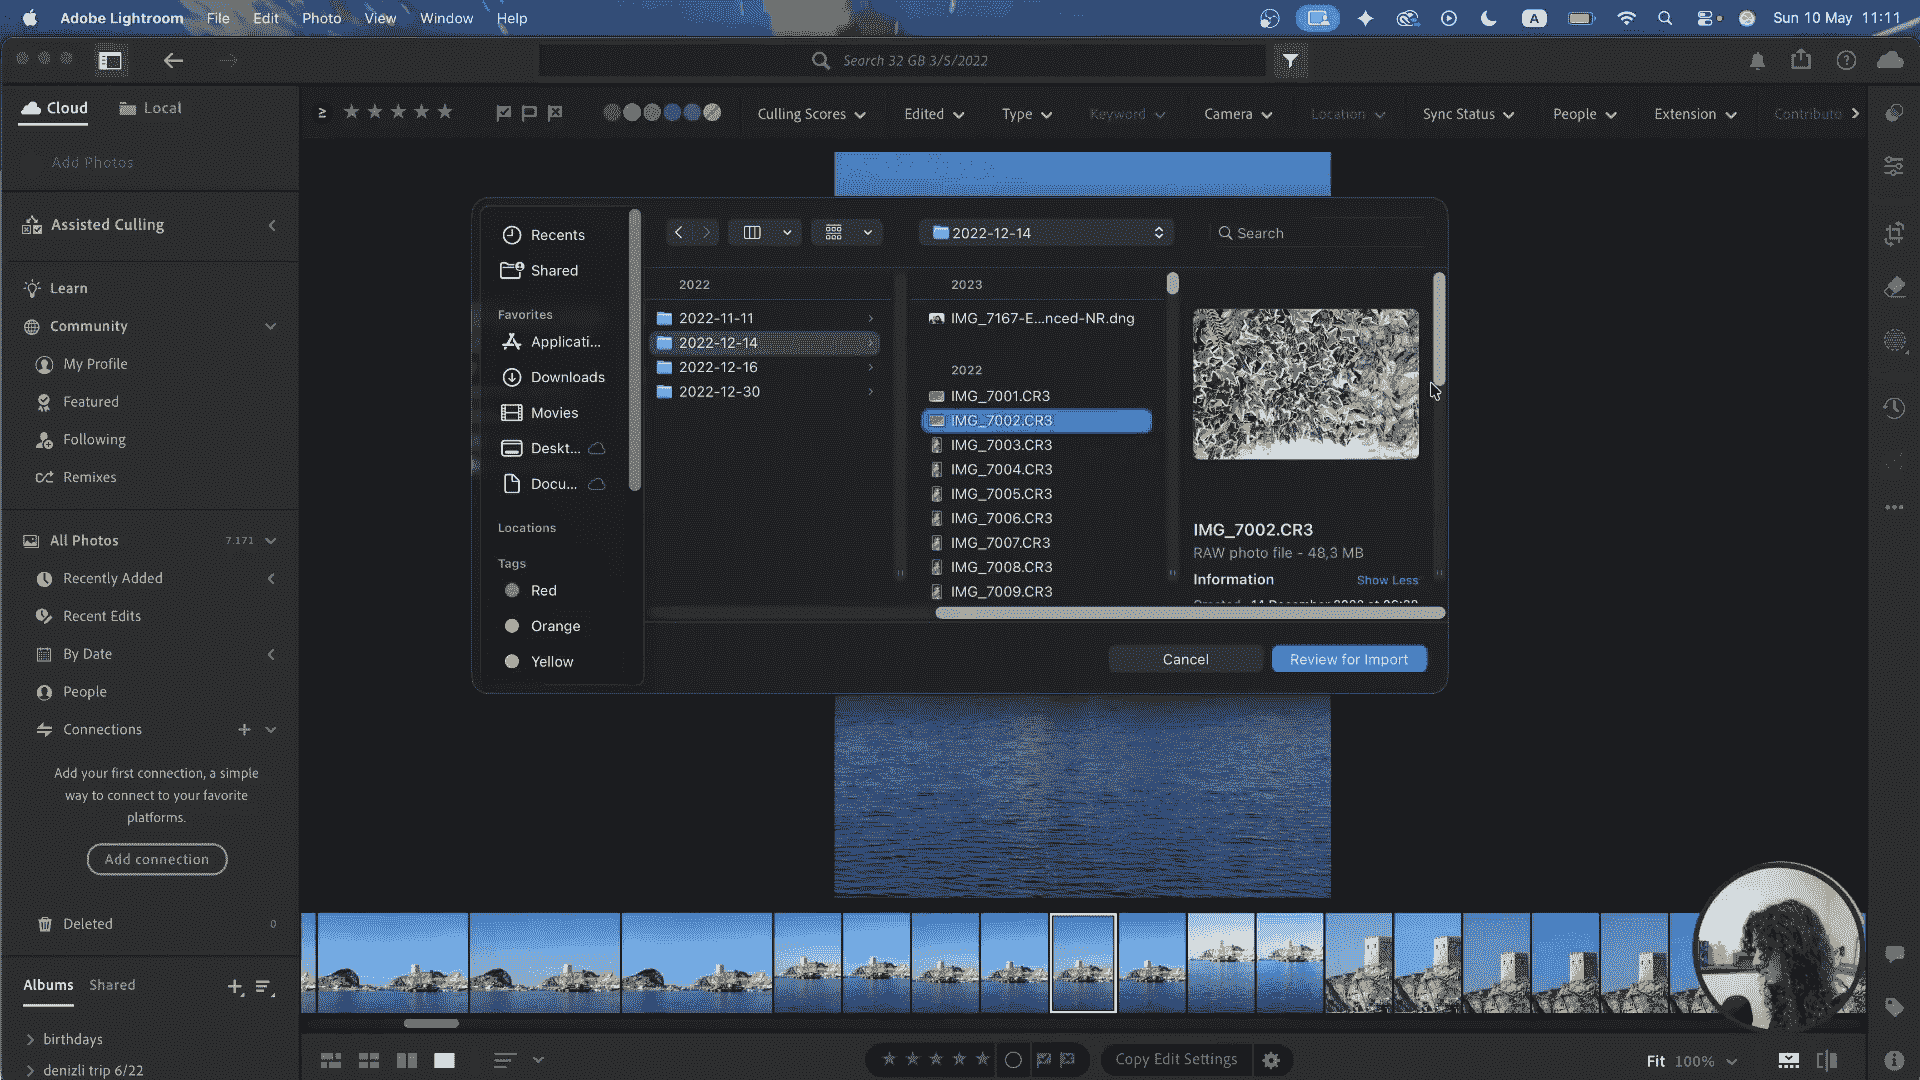 Adobe Lightroom File Edit Photo View Window Help
A Sun 10 May 11:11
Search 32 GB 3/5/2022
Cloud Local
≥ Culling Scores Edited Type Keyword Camera Location Sync Status People Extension Contributo
Add Photos
Assisted Culling
Learn
Community
My Profile
Featured
Following
Remixes
All Photos 7.171
Recently Added
Recent Edits
By Date
People
Connections
Add your first connection, a simple
way to connect to your favorite
platforms.
Add connection
Deleted 0
Albums Shared
birthdays
denizli trip 6/22
Recents
Shared
Favorites
Applicati...
Downloads
Movies
Deskt...
Docu...
Locations
Tags
Red
Orange
Yellow
2022-12-14
Search
2022
2022-11-11
2022-12-14
2022-12-16
2022-12-30
2023
IMG_7167-E...nced-NR.dng
2022
IMG_7001.CR3
IMG_7002.CR3
IMG_7003.CR3
IMG_7004.CR3
IMG_7005.CR3
IMG_7006.CR3
IMG_7007.CR3
IMG_7008.CR3
IMG_7009.CR3
IMG_7002.CR3
RAW photo file - 48,3 MB
Information Show Less
Cancel Review for Import
Copy Edit Settings
Fit 100%